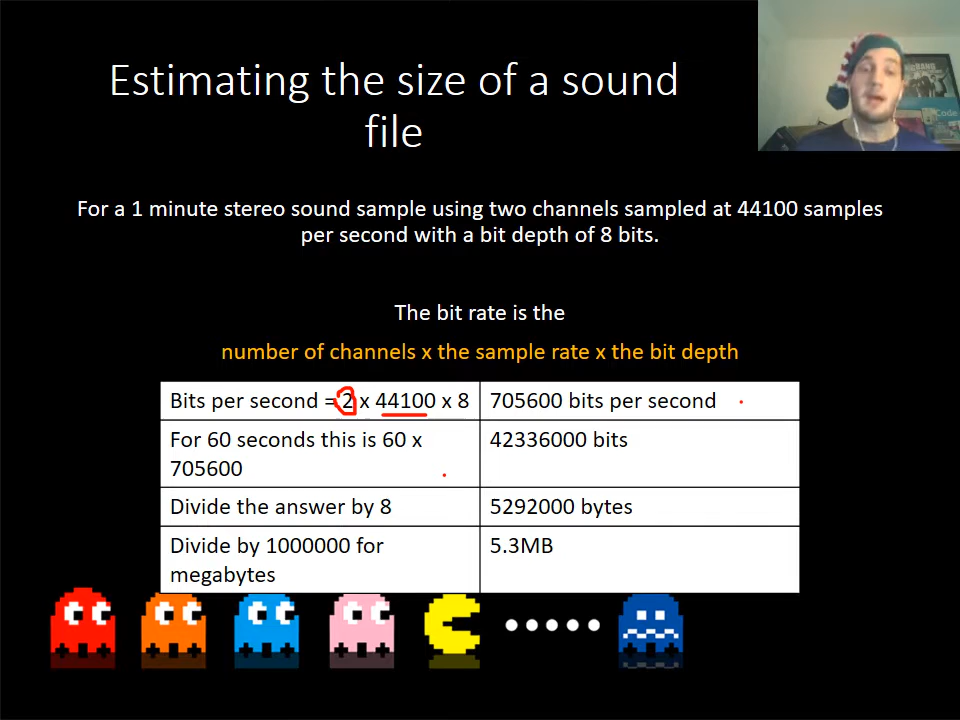 Estimating the size of a sound
file
For a 1 minute stereo sound sample using two channels sampled at 44100 samples
per second with a bit depth of 8 bits.
The bit rate is the
number of channels x the sample rate x the bit depth
Bits per second = 2 x 44100 x 8
705600 bits per second
For 60 seconds this is 60 x
705600
42336000 bits
Divide the answer by 8
5292000 bytes
Divide by 1000000 for
megabytes
5.3MB
Code